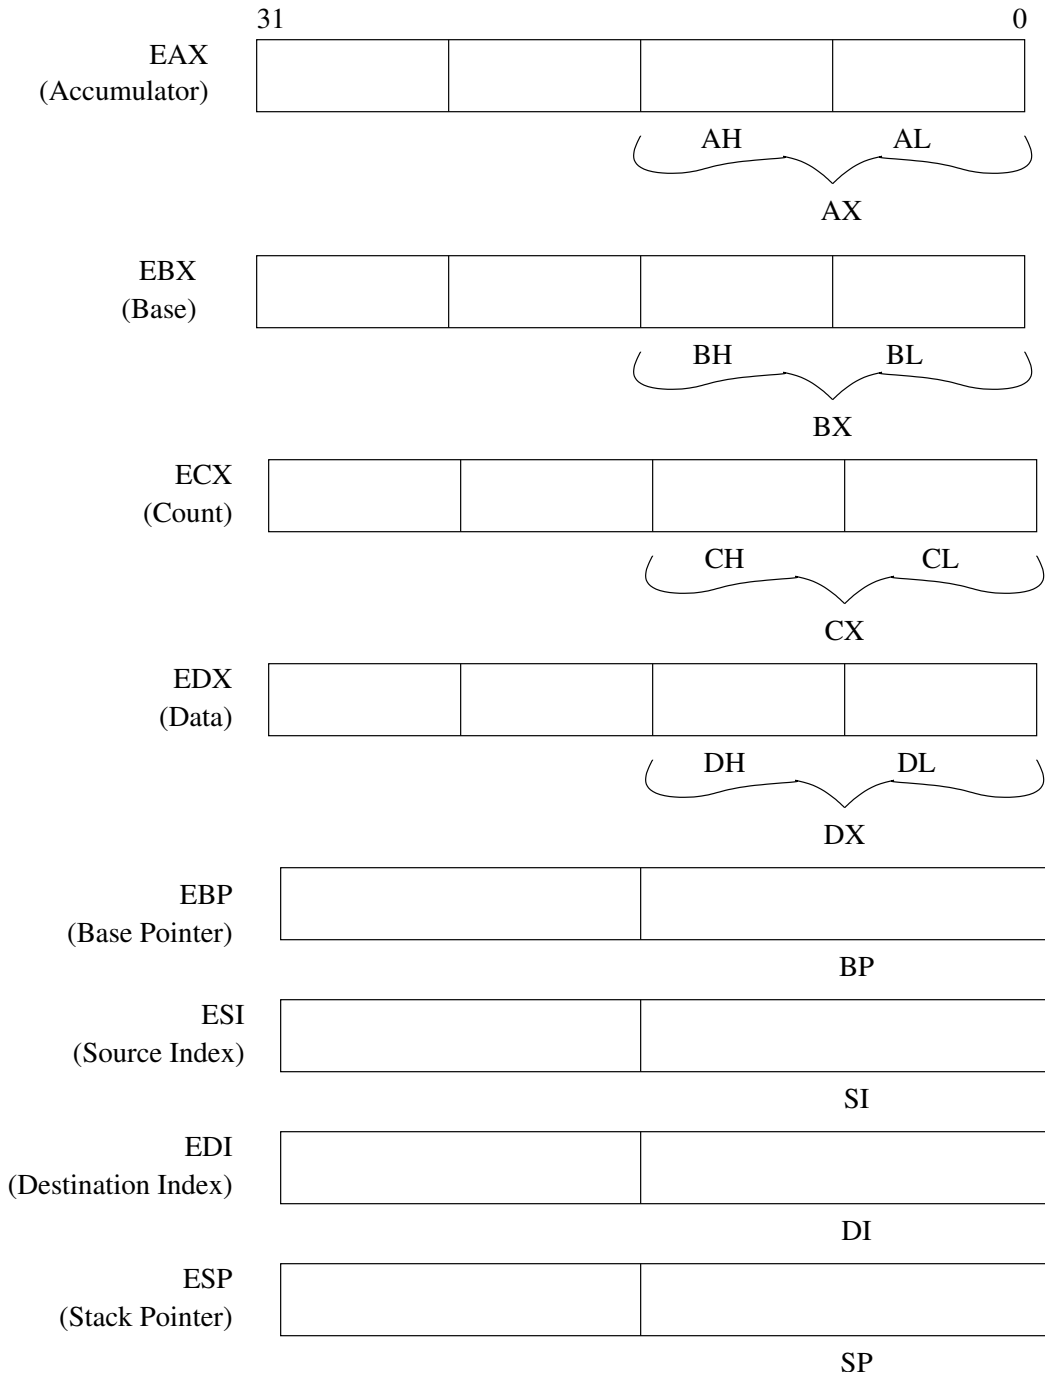 31 0
EAX
(Accumulator)
AH AL
AX
EBX
(Base)
BH BL
BX
ECX
(Count)
CH CL
CX
EDX
(Data)
DH DL
DX
EBP
(Base Pointer)
BP
ESI
(Source Index)
SI
EDI
(Destination Index)
DI
ESP
(Stack Pointer)
SP